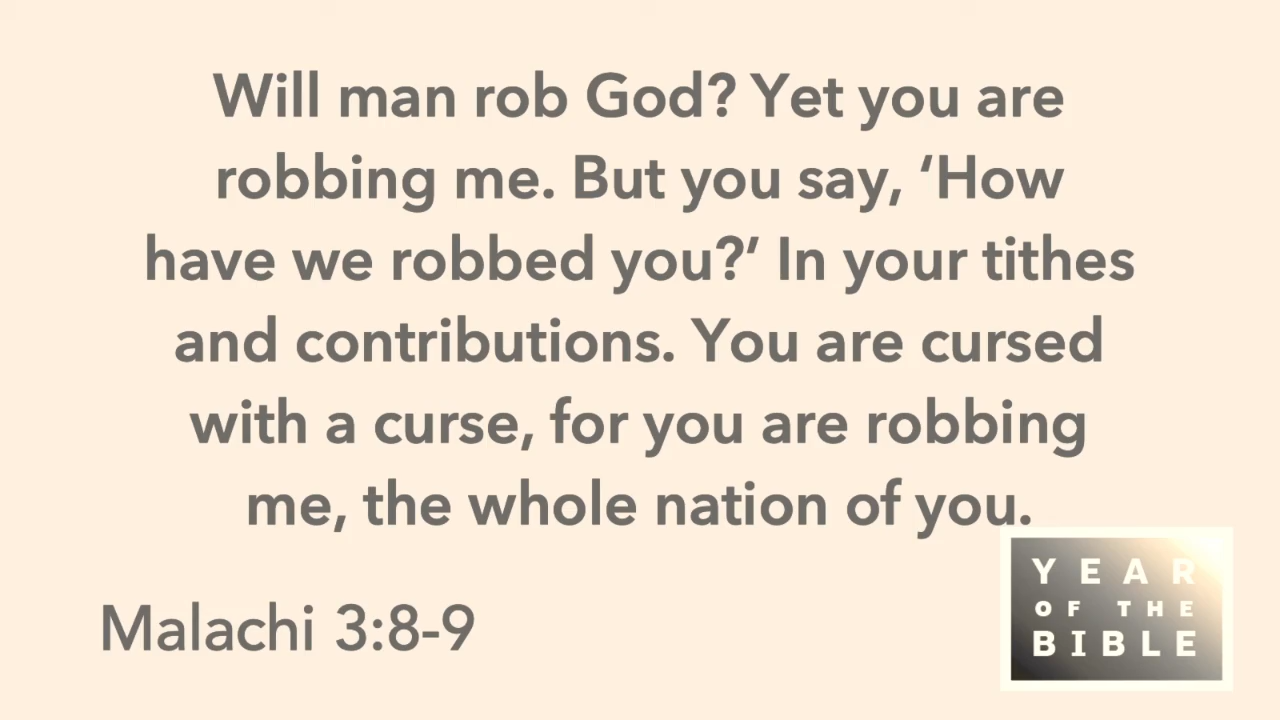 Will man rob God? Yet you are
robbing me. But you say, ‘How
have we robbed you?’ In your tithes
and contributions. You are cursed
with a curse, for you are robbing
me, the whole nation of you.
Malachi 3:8-9
YEAR
OF THE
BIBLE